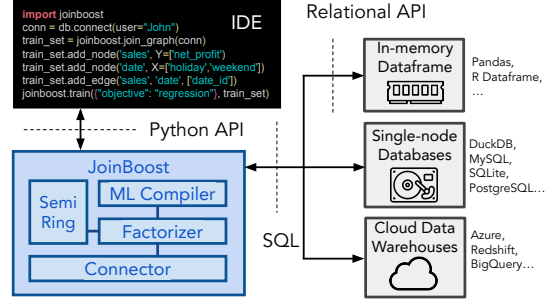 import joinboost
conn = db.connect(user="John")
train_set = joinboost.join_graph(conn)
train_set.add_node('sales', Y=['net_profit'])
train_set.add_node('date', X=['holiday','weekend'])
train_set.add_edge('sales', 'date', ['date_id'])
joinboost.train({"objective": "regression"}, train_set)
IDE
Python API
JoinBoost
Semi
Ring
ML Compiler
Factorizer
Connector
SQL
Relational API
In-memory
Dataframe
Pandas,
R Dataframe,
...
Single-node
Databases
DuckDB,
MySQL,
SQLite,
PostgreSQL...
Cloud Data
Warehouses
Azure,
Redshift,
BigQuery...